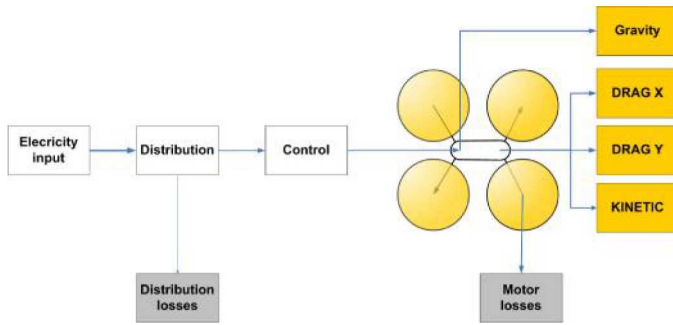 Gravity
DRAG X
Elecricity
input
Distribution
Control
DRAG Y
KINETIC
Distribution
losses
Motor
losses